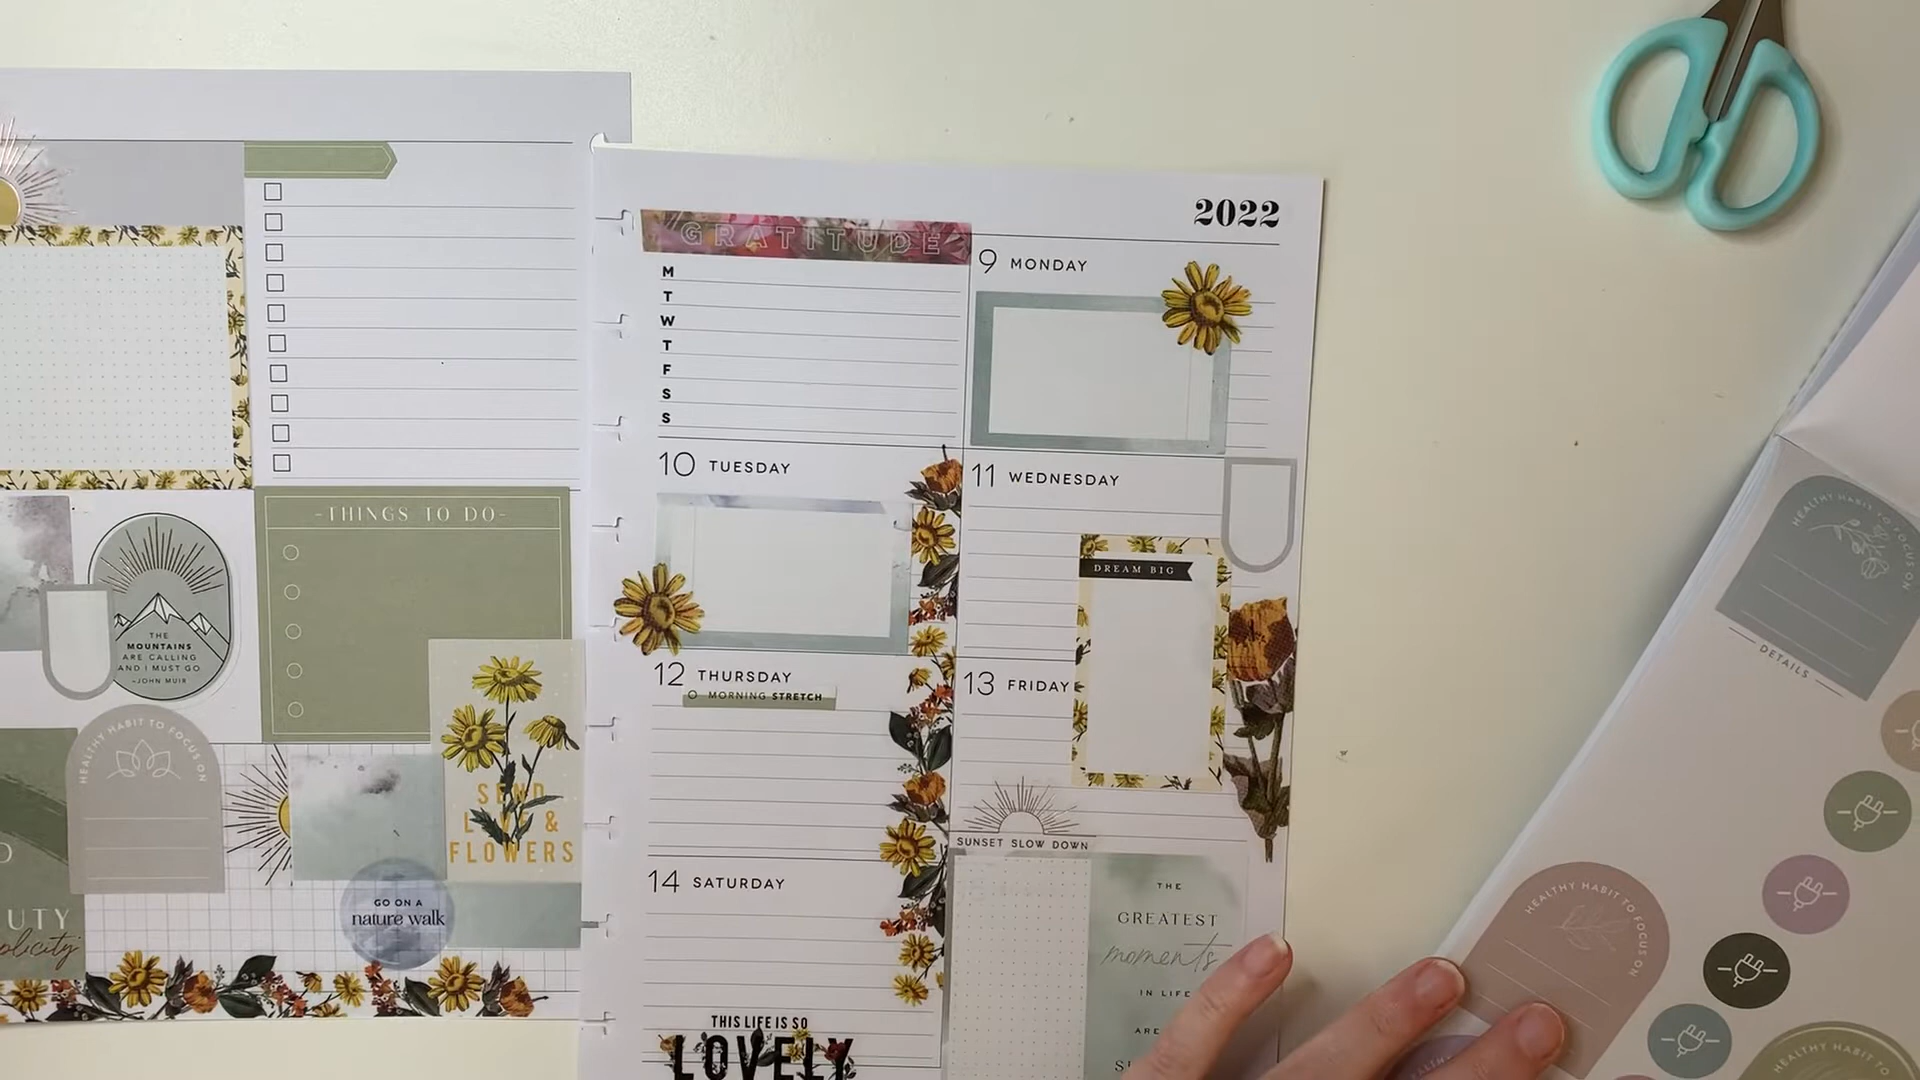 -THINGS TO DO-
THE
MOUNTAINS
ARE CALLING
AND I MUST GO
~JOHN MUIR
HEALTHY HABIT TO FOCUS ON
SEND
LOVE &
FLOWERS
GO ON A
nature walk
2022
GRATITUDE
M
T
W
T
F
S
S
9 MONDAY
10 TUESDAY
11 WEDNESDAY
DREAM BIG
12 THURSDAY
MORNING STRETCH
13 FRIDAY
SUNSET SLOW DOWN
14 SATURDAY
THE
GREATEST
moments
IN LIFE
ARE
THIS LIFE IS SO
LOVELY
HEALTHY HABIT TO FOCUS ON
DETAILS
HEALTHY HABIT TO FOCUS ON